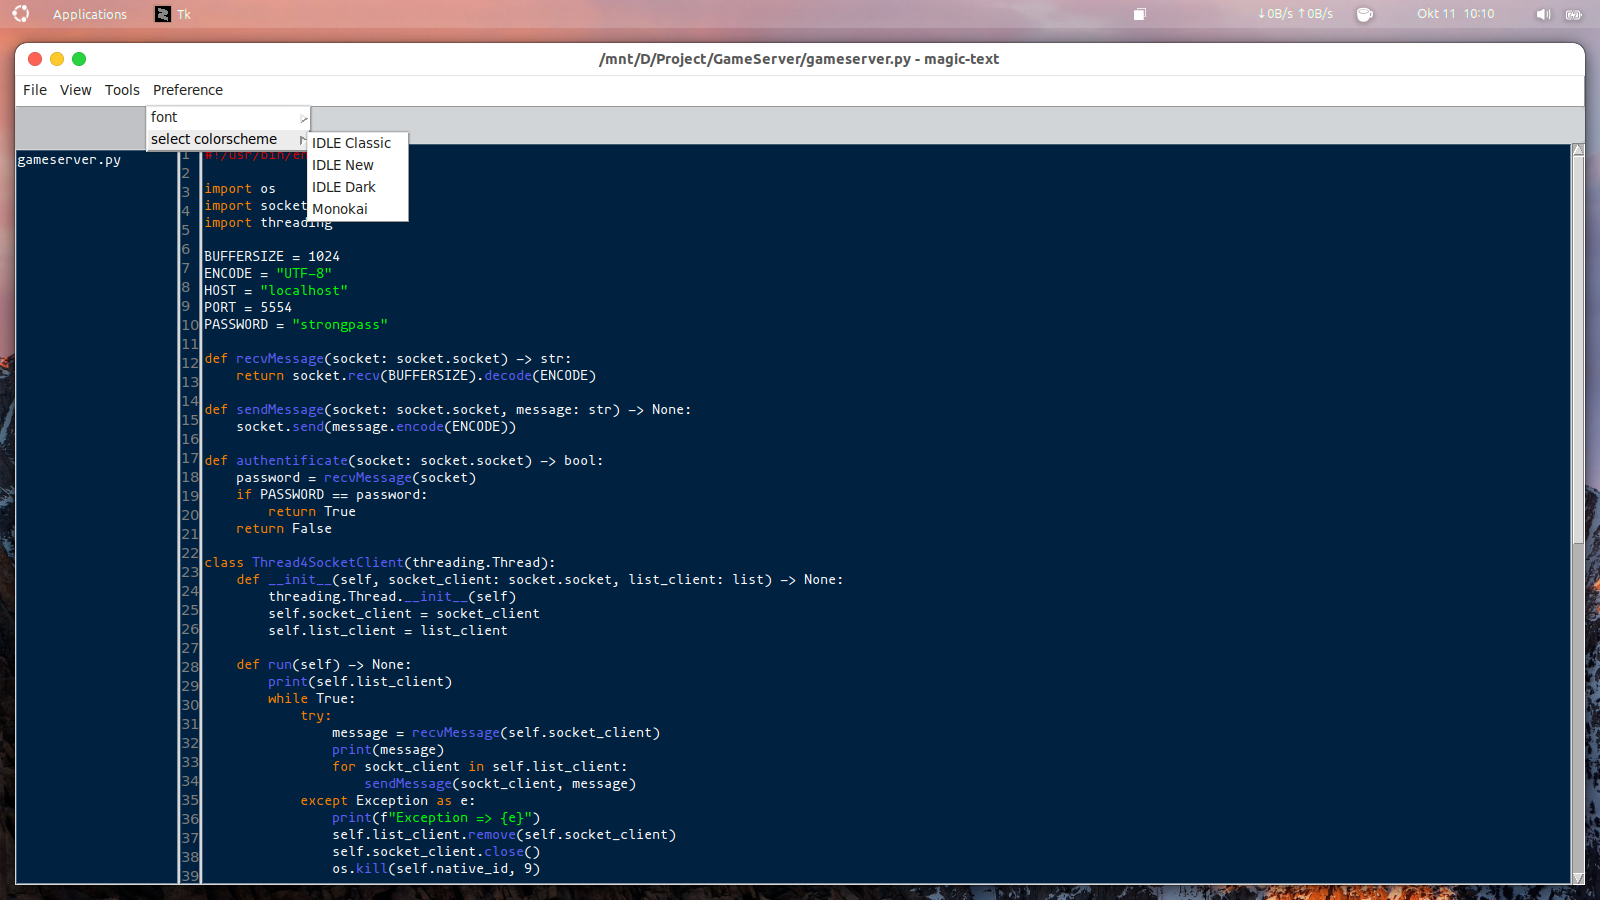 Applications
Tk
↓0B/s ↑0B/s
Okt 11 10:10
/mnt/D/Project/GameServer/gameserver.py - magic-text
File View Tools Preference
font
select colorscheme
IDLE Classic
IDLE New
IDLE Dark
Monokai
gameserver.py
1 #!/usr/bin/en
2
3 import os
4 import socket
5 import threading
6
7 BUFFERSIZE = 1024
8 ENCODE = "UTF-8"
9 HOST = "localhost"
10 PORT = 5554
11 PASSWORD = "strongpass"
12
13 def recvMessage(socket: socket.socket) -> str:
14     return socket.recv(BUFFERSIZE).decode(ENCODE)
15
16 def sendMessage(socket: socket.socket, message: str) -> None:
17     socket.send(message.encode(ENCODE))
18
19 def authentificate(socket: socket.socket) -> bool:
20     password = recvMessage(socket)
21     if PASSWORD == password:
22         return True
23     return False
24
25 class Thread4SocketClient(threading.Thread):
26     def __init__(self, socket_client: socket.socket, list_client: list) -> None:
27         threading.Thread.__init__(self)
28         self.socket_client = socket_client
29         self.list_client = list_client
30
31     def run(self) -> None:
32         print(self.list_client)
33         while True:
34             try:
35                 message = recvMessage(self.socket_client)
36                 print(message)
37                 for sockt_client in self.list_client:
38                     sendMessage(sockt_client, message)
39             except Exception as e:
                print(f"Exception => {e}")
                self.list_client.remove(self.socket_client)
                self.socket_client.close()
                os.kill(self.native_id, 9)